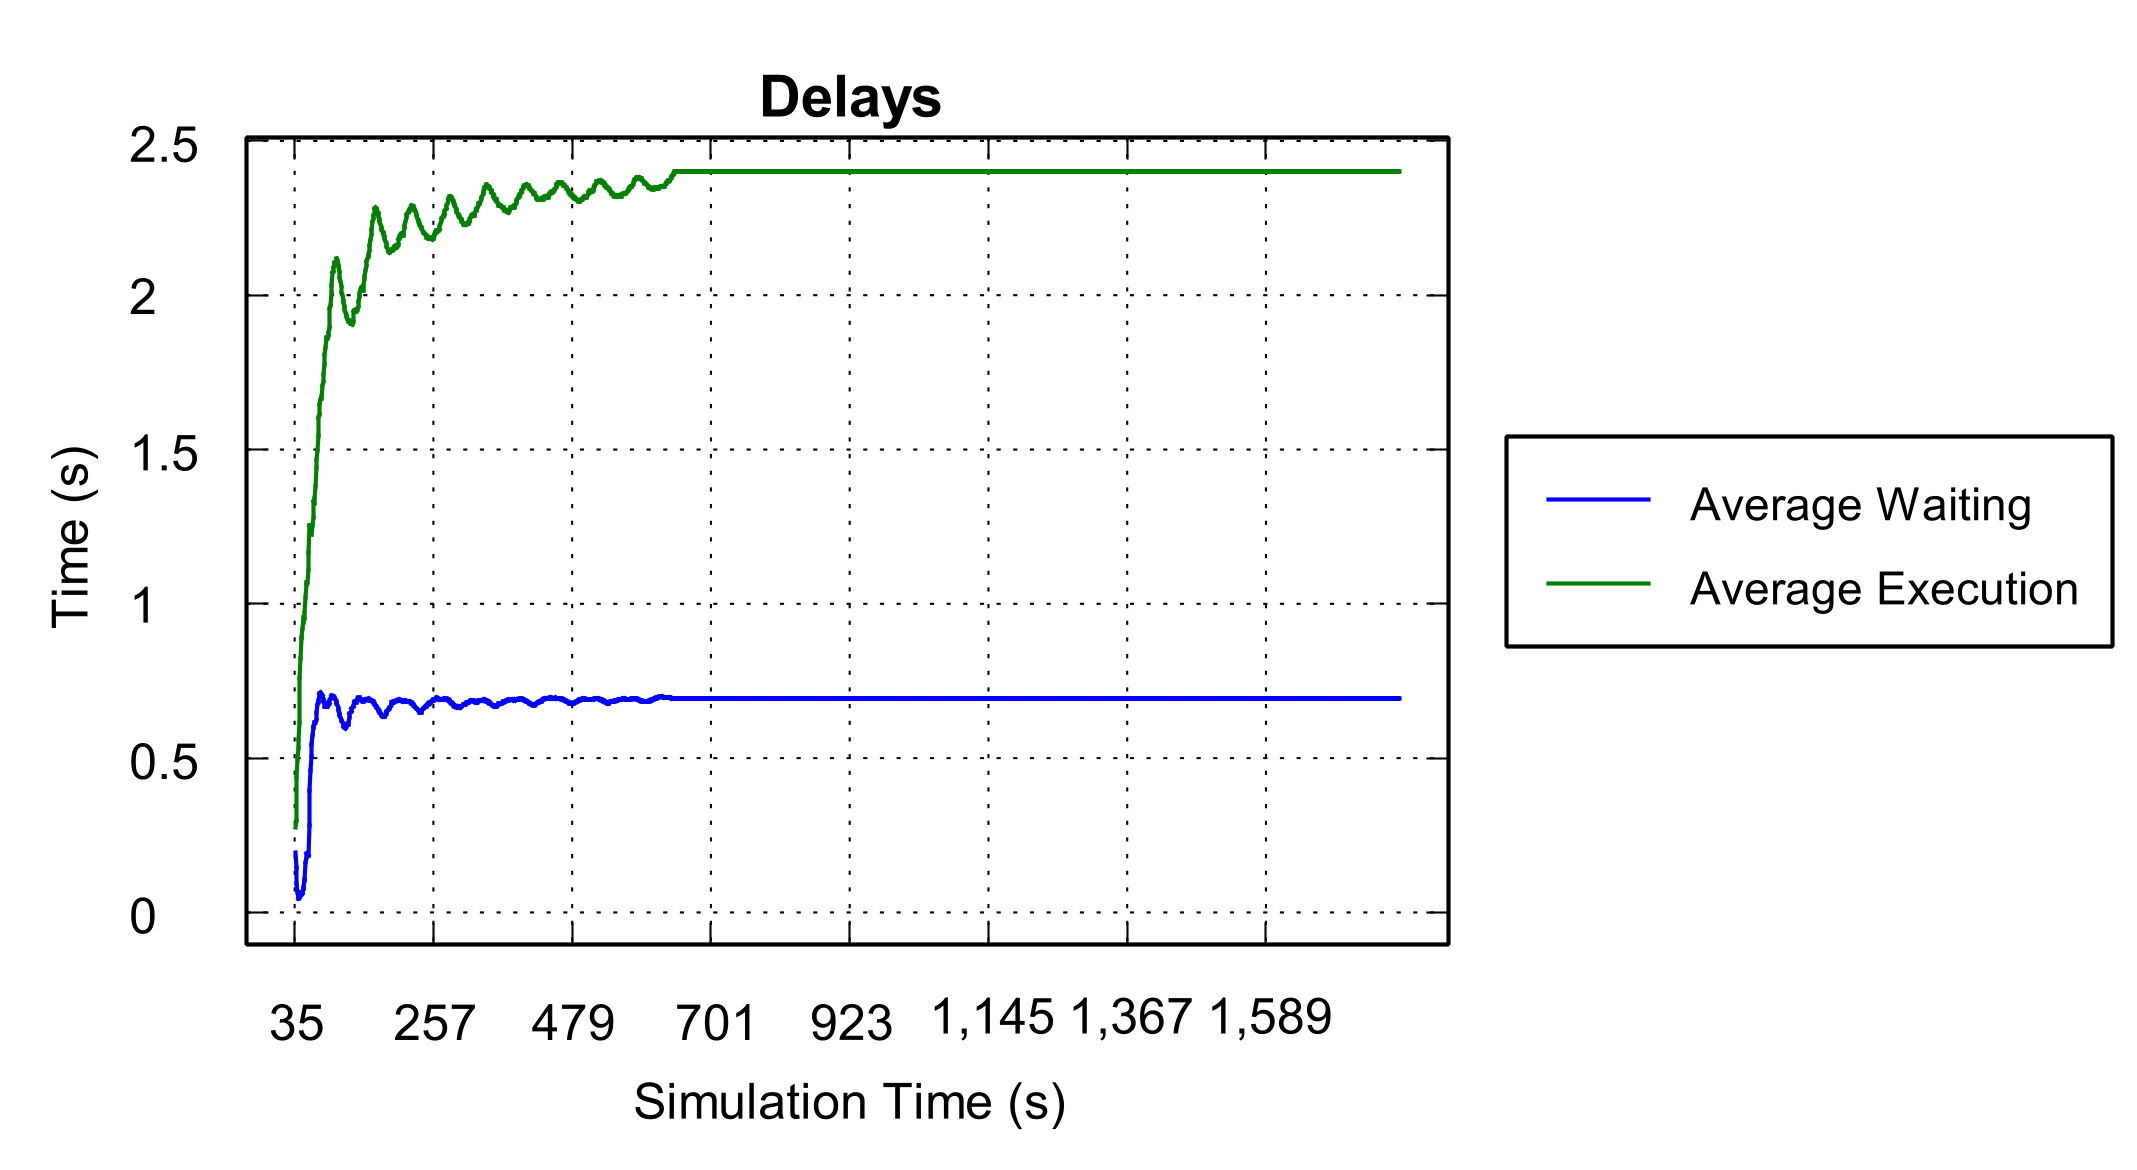 Delays
2.5
2
1.5
1
0.5
0
Time (s)
35 257 479 701 923 1,145 1,367 1,589
Simulation Time (s)
Average Waiting
Average Execution